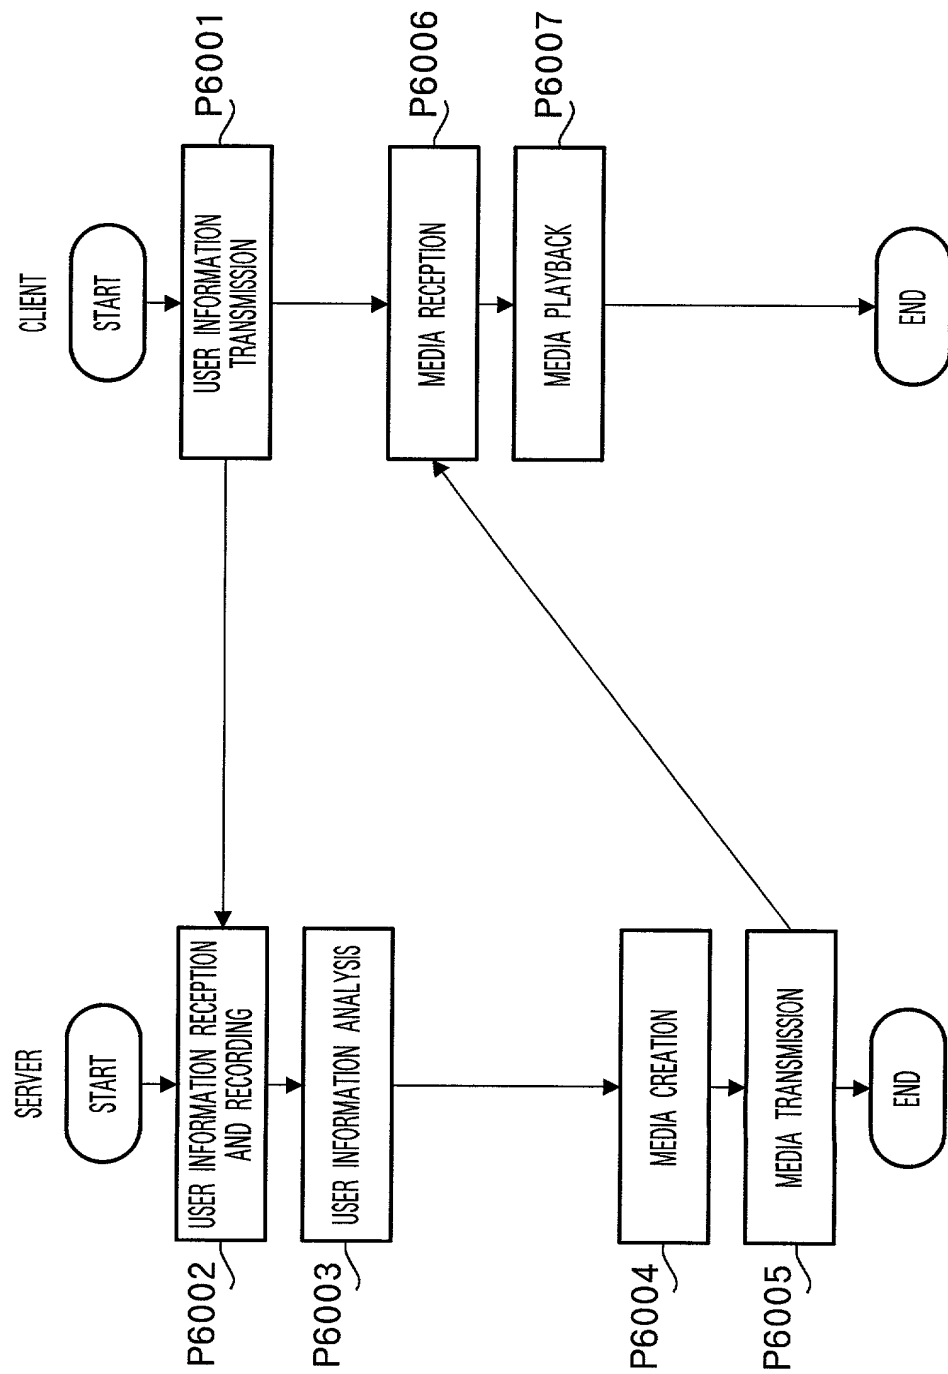 SERVER
START
P6002
USER INFORMATION RECEPTION
AND RECORDING
P6003
USER INFORMATION ANALYSIS
P6004
MEDIA CREATION
P6005
MEDIA TRANSMISSION
END
CLIENT
START
P6001
USER INFORMATION
TRANSMISSION
P6006
MEDIA RECEPTION
P6007
MEDIA PLAYBACK
END